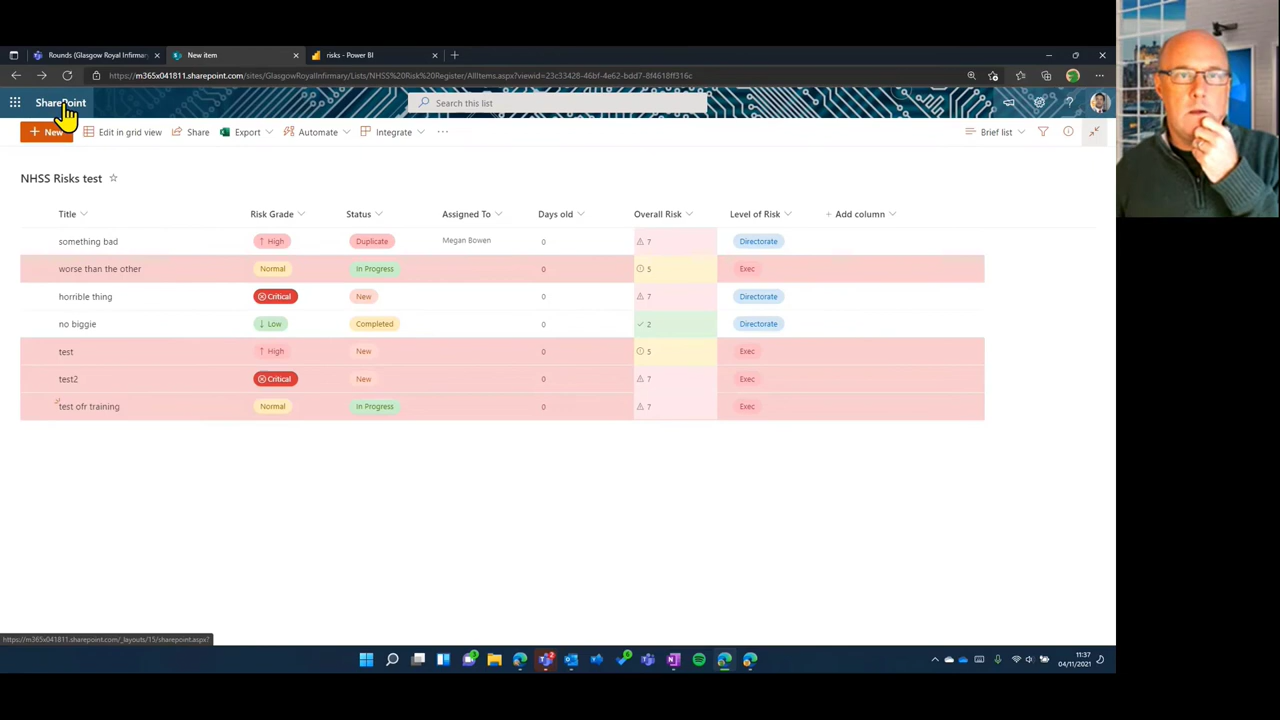 Rounds (Glasgow Royal Infirmar
New item
risks - Power BI
https://m365x041811.sharepoint.com/sites/GlasgowRoyalInfirmary/Lists/NHSS%20Risk%20Register/AllItems.aspx?viewid=23c33428-46bf-4e62-bdd7-8f4618ff316c
SharePoint
Search this list
New
Edit in grid view
Share
Export
Automate
Integrate
Brief list
NHSS Risks test
Title Risk Grade Status Assigned To Days old Overall Risk Level of Risk + Add column
something bad High Duplicate Megan Bowen 0 7 Directorate
worse than the other Normal In Progress 0 5 Exec
horrible thing Critical New 0 7 Directorate
no biggie Low Completed 0 2 Directorate
test High New 0 5 Exec
test2 Critical New 0 7 Exec
test ofr training Normal In Progress 0 7 Exec
https://m365x041811.sharepoint.com/_layouts/15/sharepoint.aspx?
11:37
04/11/2021